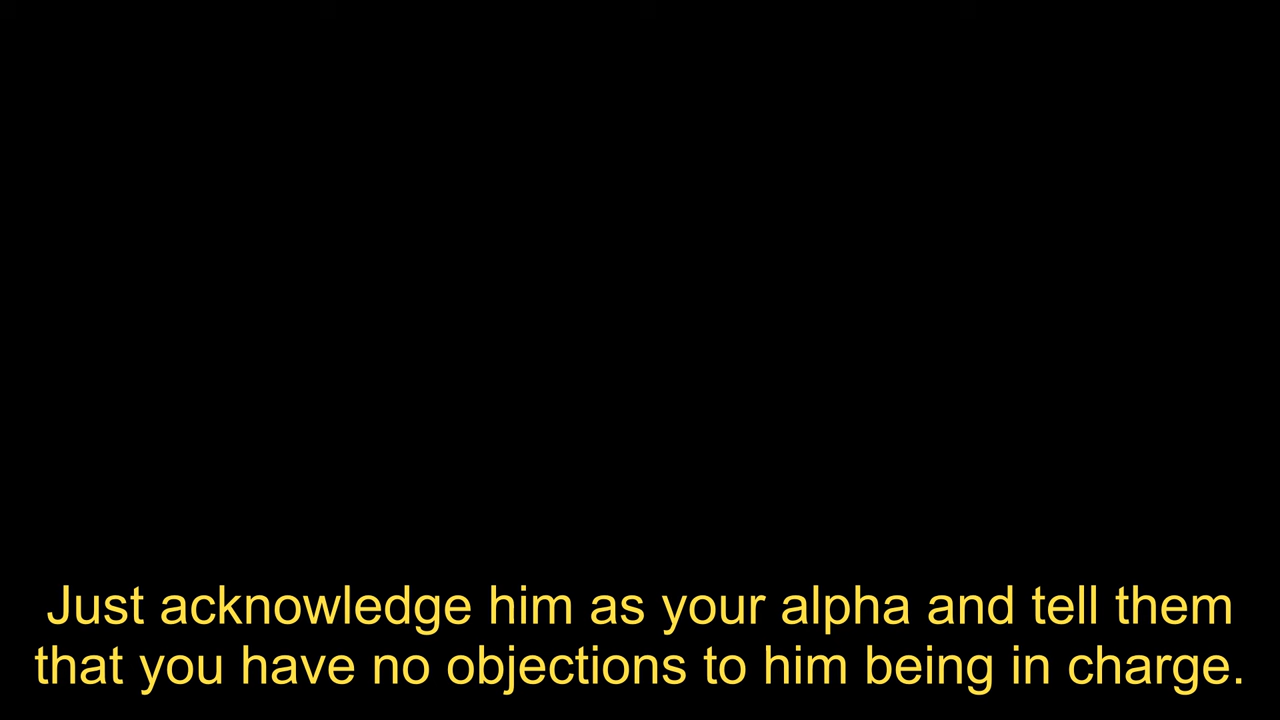 Just acknowledge him as your alpha and tell them
that you have no objections to him being in charge.